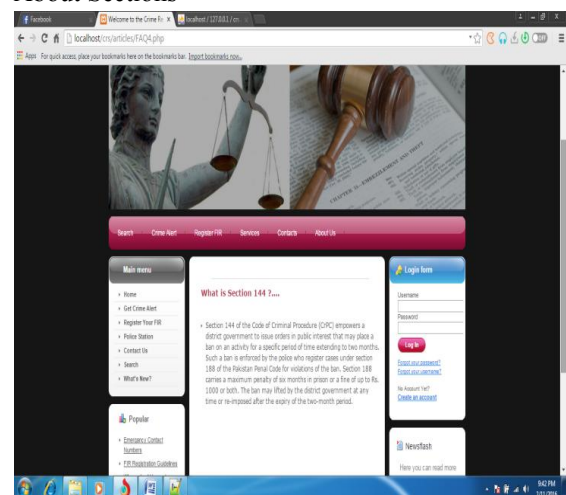 About Sections
Facebook
Welcome to the Crime Re
localhost / 127.0.0.1 / crr
localhost/crr/articles/FAQ4.php
Apps For quick access, place your bookmarks here on the bookmarks bar. Import bookmarks now...
CHAPTER EMBEZZLEMENT AND THEFT
Search Crime Alert Register FIR Services Contacts About Us
Main menu
Home
Get Crime Alert
Register Your FIR
Police Station
Contact Us
Search
What's New?
Popular
Emergency Contact
Numbers
FIR Registration Guidelines
What is Section 144 ?....
Section 144 of the Code of Criminal Procedure (CrPC) empowers a
district government to issue orders in public interest that may place a
ban on an activity for a specific period of time extending to two months.
Such a ban is enforced by the police who register cases under section
188 of the Pakistan Penal Code for violations of the ban. Section 188
carries a maximum penalty of six months in prison or a fine of up to Rs.
1000 or both. The ban may lifted by the district government at any
time or re-imposed after the expiry of the two-month period.
Login form
Username
Password
Log in
Forgot your password?
Forgot your username?
No Account Yet?
Create an account
Newsflash
Here you can read more
9:42 PM